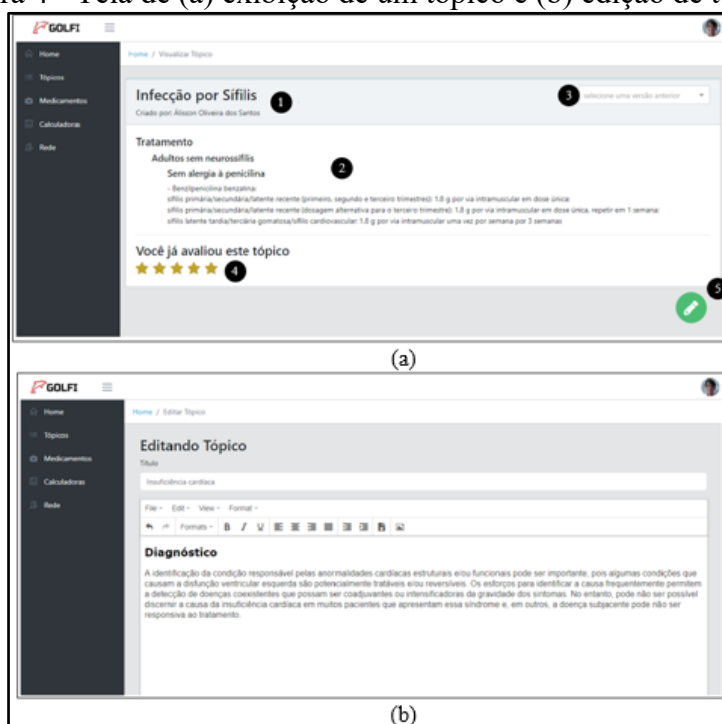 ra 4 - Tela de (a) exibição de um tópico e (b) edição de t
GOLFI
Home
Tópicos
Medicamentos
Calculadoras
Rede
Home / Visualizar Tópico
Infecção por Sífilis 1
Criado por: Álisson Oliveira dos Santos
3 selecione uma versão anterior
Tratamento
Adultos sem neurossífilis
2
Sem alergia à penicilina
- Benzilpenicilina benzatina:
sífilis primária/secundária/latente recente (primeiro, segundo e terceiro trimestres): 1.8 g por via intramuscular em dose única;
sífilis primária/secundária/latente recente (dosagem alternativa para o terceiro trimestre): 1.8 g por via intramuscular em dose única, repetir em 1 semana;
sífilis latente tardia/terciária gomatosa/sífilis cardiovascular: 1.8 g por via intramuscular uma vez por semana por 3 semanas
Você já avaliou este tópico
4
5
(a)
GOLFI
Home
Tópicos
Medicamentos
Calculadoras
Rede
Home / Editar Tópico
Editando Tópico
Título
Insuficiência cardíaca
File Edit View Format
Formats B I U
Diagnóstico
A identificação da condição responsável pelas anormalidades cardíacas estruturais e/ou funcionais pode ser importante, pois algumas condições que
causam a disfunção ventricular esquerda são potencialmente tratáveis e/ou reversíveis. Os esforços para identificar a causa frequentemente permitem
a detecção de doenças coexistentes que possam ser coadjuvantes ou intensificadoras da gravidade dos sintomas. No entanto, pode não ser possível
discernir a causa da insuficiência cardíaca em muitos pacientes que apresentam essa síndrome e, em outros, a doença subjacente pode não ser
responsiva ao tratamento.
(b)